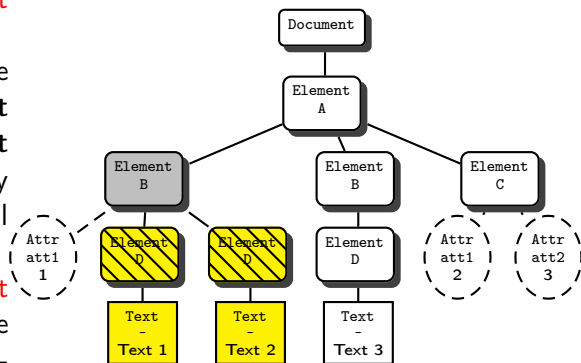 t
Document
e
Element
A
t
t
Element
B
Element
B
Element
C
y
l
Attr
att1
1
Element
D
Element
D
Element
D
Attr
att1
2
Attr
att2
3
t
e
Text
-
Text 1
Text
-
Text 2
Text
-
Text 3